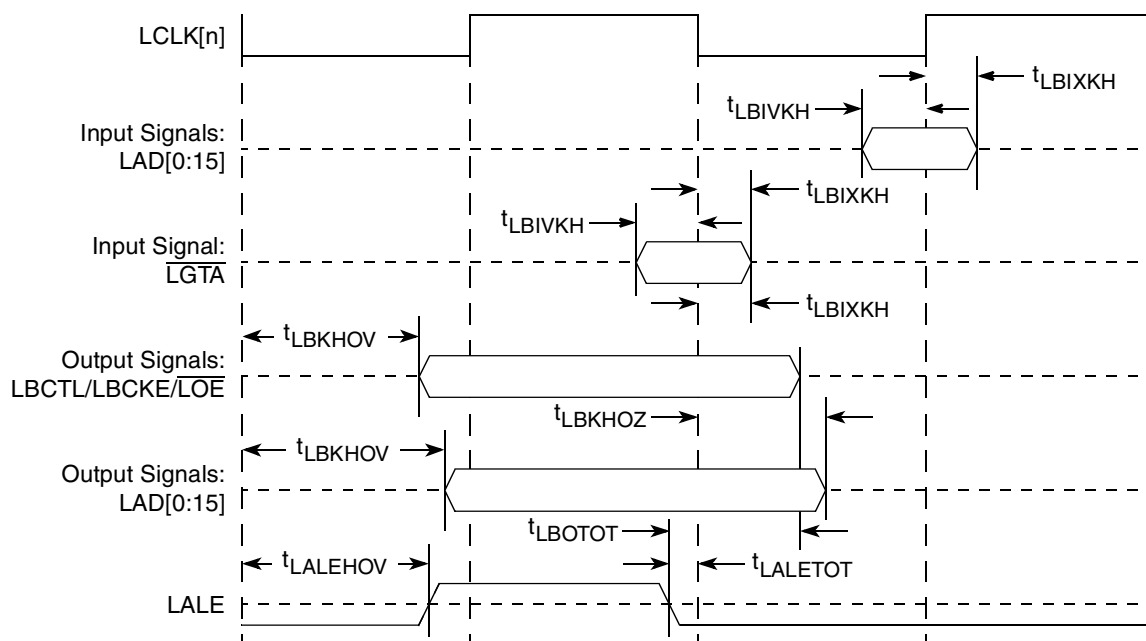 LCLK[n]
tLBIXKH
tLBIVKH
Input Signals:
LAD[0:15]
tLBIXKH
tLBIVKH
Input Signal:
LGTA
tLBIXKH
tLBKHOV
Output Signals:
LBCTL/LBCKE/LOE
tLBKHOZ
tLBKHOV
Output Signals:
LAD[0:15]
tLBOTOT
tLALEHOV
tLALETOT
LALE